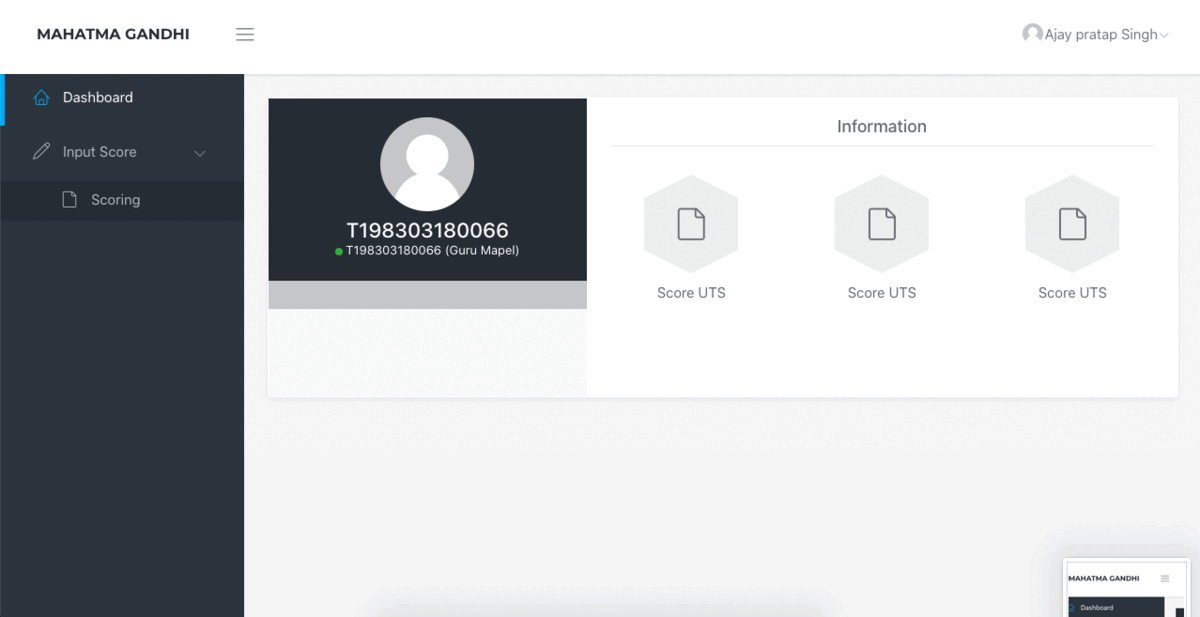 MAHATMA GANDHI
Ajay pratap Singh
Dashboard
Input Score
Scoring
T198303180066
T198303180066 (Guru Mapel)
Information
Score UTS
Score UTS
Score UTS
MAHATMA GANDHI
Dashboard